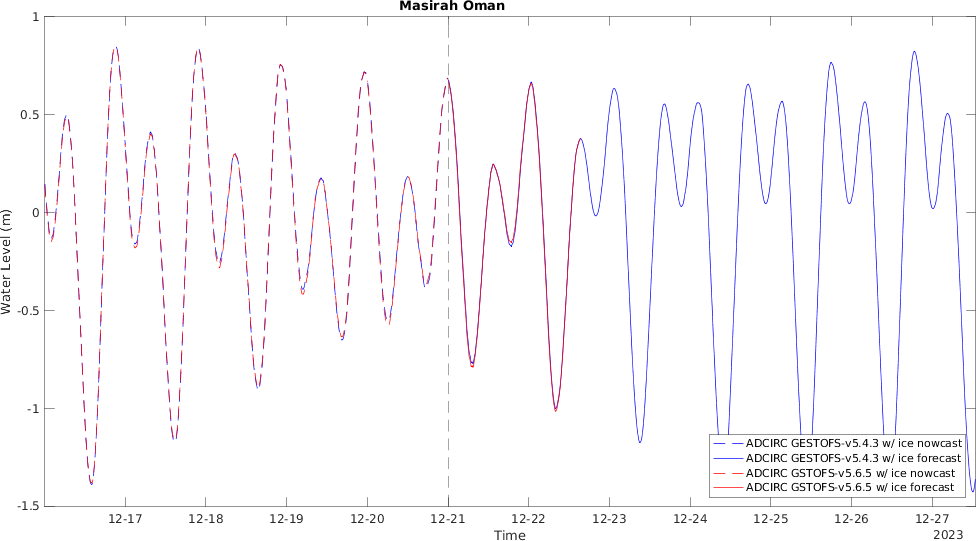 Masirah Oman
1
0.5
0
-0.5
-1
-1.5
Water Level (m)
12-17 12-18 12-19 12-20 12-21 12-22 12-23 12-24 12-25 12-26 12-27
Time
2023
ADCIRC GESTOFS-v5.4.3 w/ ice nowcast
ADCIRC GESTOFS-v5.4.3 w/ ice forecast
ADCIRC GSTOFS-v5.6.5 w/ ice nowcast
ADCIRC GSTOFS-v5.6.5 w/ ice forecast